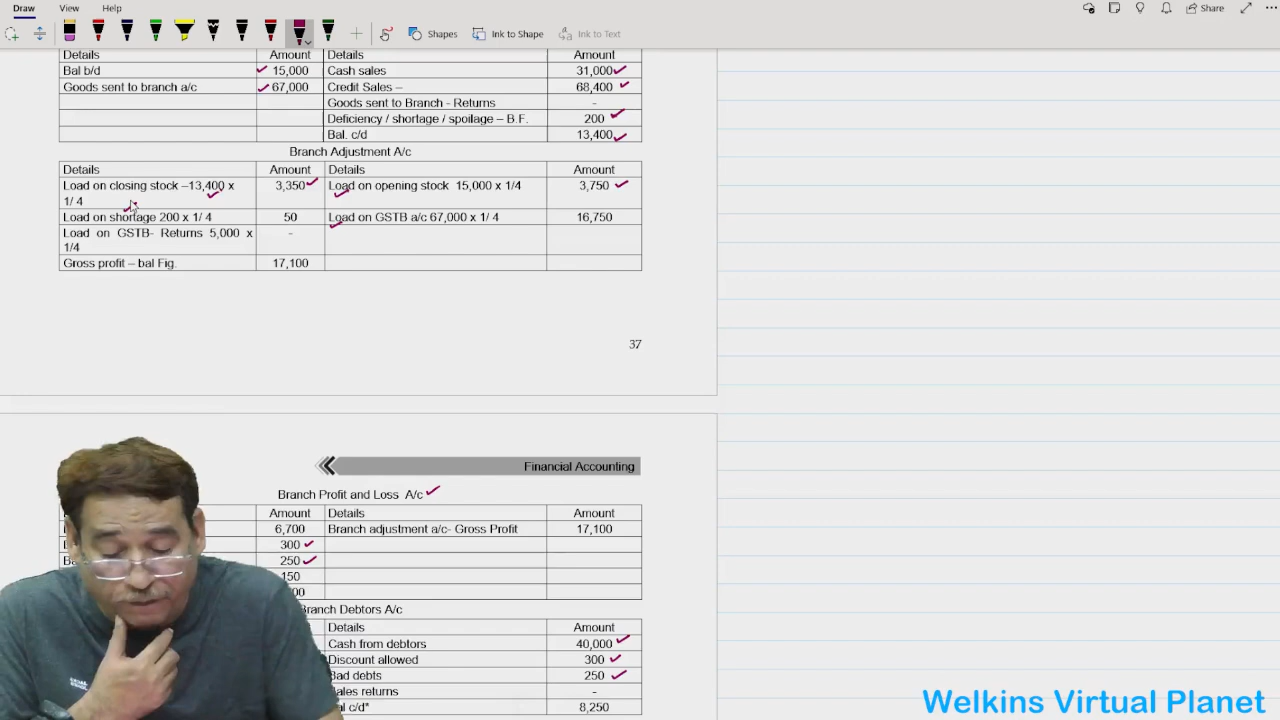 Draw View Help
Share
Shapes Ink to Shape Ink to Text
Details Amount Details Amount
Bal b/d 15,000 Cash sales 31,000
Goods sent to branch a/c 67,000 Credit Sales – 68,400
Goods sent to Branch - Returns -
Deficiency / shortage / spoilage – B.F. 200
Bal. c/d 13,400
Branch Adjustment A/c
Details Amount Details Amount
Load on closing stock –13,400 x 3,350 Load on opening stock 15,000 x 1/4 3,750
1/ 4
Load on shortage 200 x 1/ 4 50 Load on GSTB a/c 67,000 x 1/ 4 16,750
Load on GSTB- Returns 5,000 x -
1/4
Gross profit – bal Fig. 17,100
37
Financial Accounting
Branch Profit and Loss A/c
Amount Details Amount
6,700 Branch adjustment a/c- Gross Profit 17,100
300
250
150
Branch Debtors A/c
Details Amount
Cash from debtors 40,000
Discount allowed 300
Bad debts 250
ales returns -
al c/d* 8,250
Welkins Virtual Planet